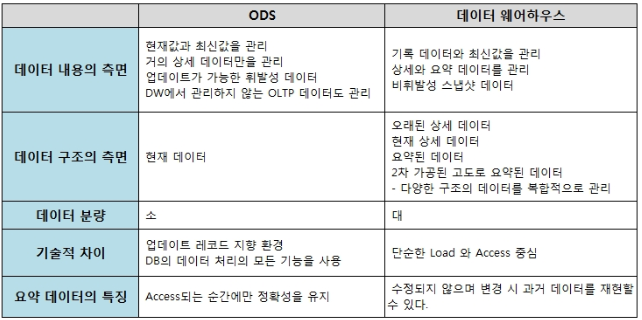 ODS
데이터 웨어하우스
데이터 내용의 측면
현재값과 최신값을 관리
거의 상세 데이터만을 관리
업데이트가 가능한 휘발성 데이터
DW에서 관리하지 않는 OLTP 데이터도 관리
기록 데이터와 최신값을 관리
상세와 요약 데이터를 관리
비휘발성 스냅샷 데이터
데이터 구조의 측면
현재 데이터
오래된 상세 데이터
현재 상세 데이터
요약된 데이터
2차 가공된 고도로 요약된 데이터
- 다양한 구조의 데이터를 복합적으로 관리
데이터 분량
소
대
기술적 차이
업데이트 레코드 지향 환경
DB의 데이터 처리의 모든 기능을 사용
단순한 Load 와 Access 중심
요약 데이터의 특징
Access되는 순간에만 정확성을 유지
수정되지 않으며 변경 시 과거 데이터를 재현할
수 있다.